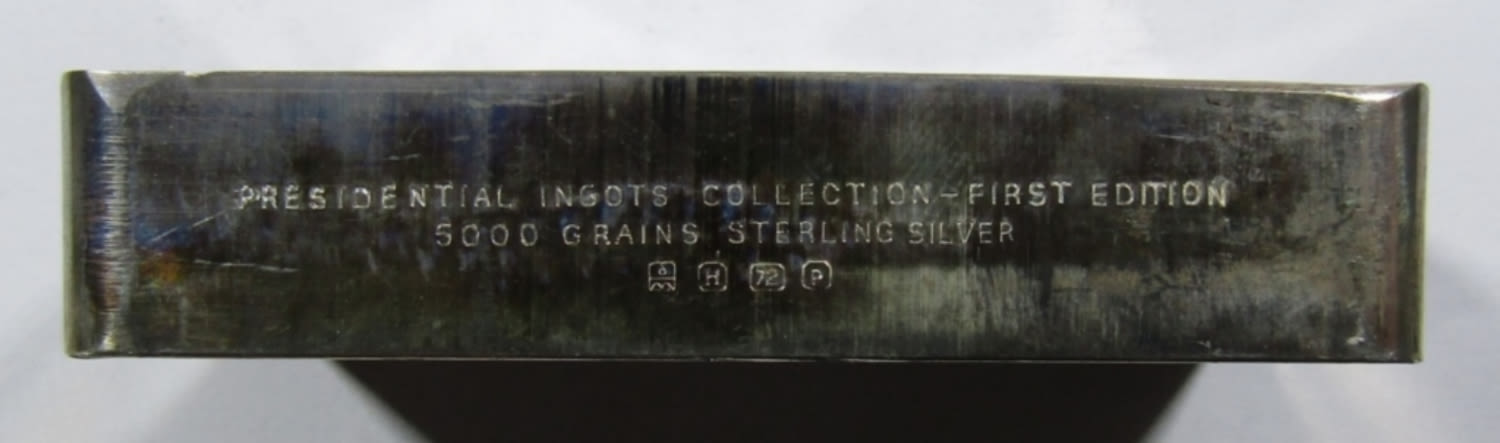 PRESIDENTIAL INGOTS COLLECTION-FIRST EDITION
5000 GRAINS STERLING SILVER
H 72 P